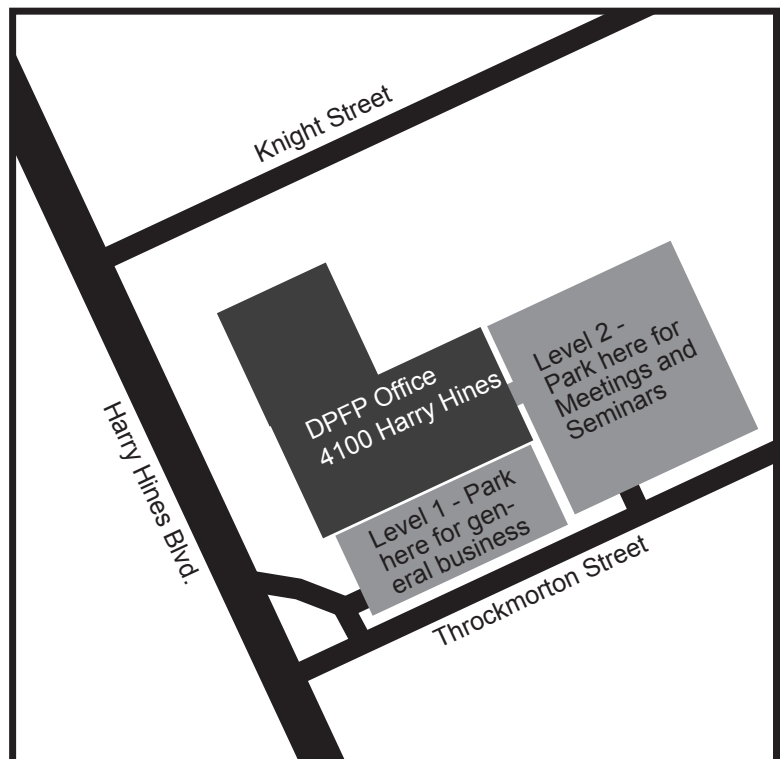 Knight Street
DPFP Office
4100 Harry Hines
Level 2 -
Park here for
Meetings and
Seminars
Level 1 - Park
here for gen-
eral business
Harry Hines Blvd.
Throckmorton Street